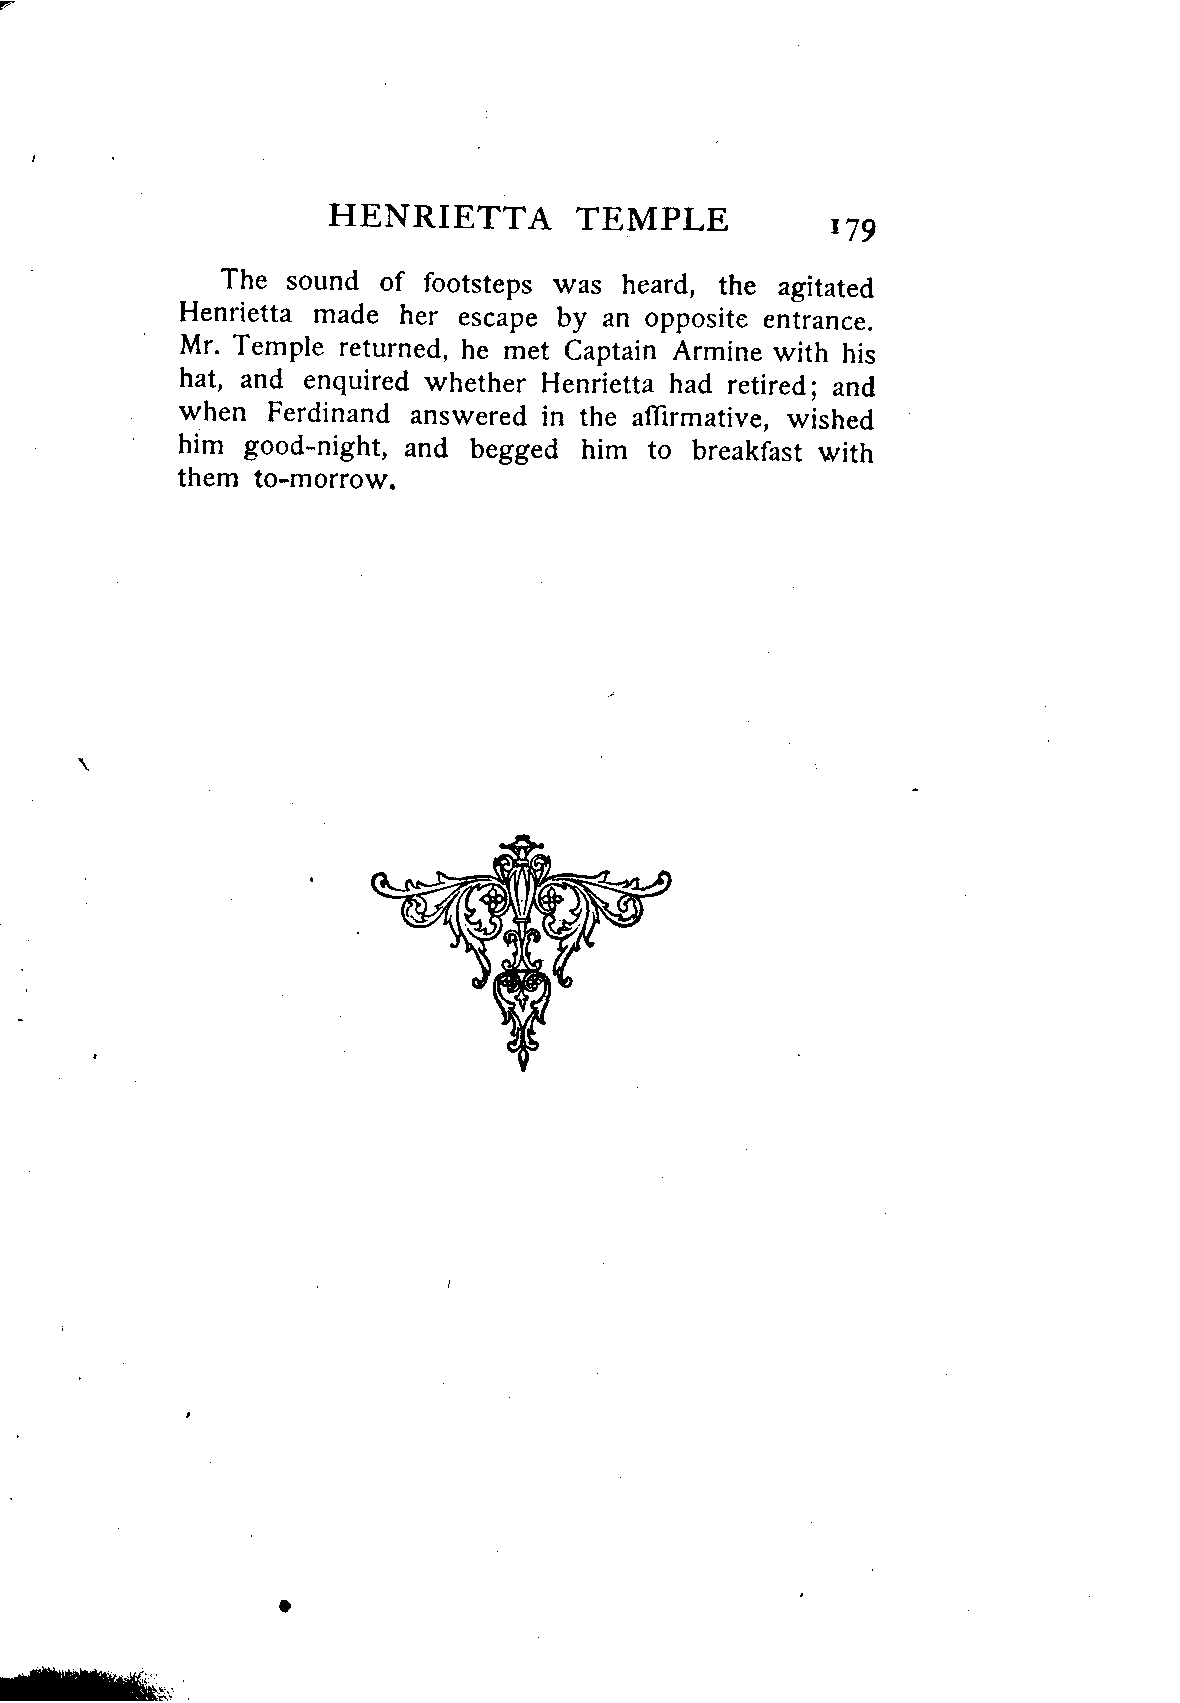 HENRIETTA TEMPLE 179
The sound of footsteps was heard, the agitated
Henrietta made her escape by an opposite entrance.
Mr. Temple returned, he met Captain Armine with his
hat, and enquired whether Henrietta had retired; and
when Ferdinand answered in the affirmative, wished
him good-night, and begged him to breakfast with
them to-morrow.